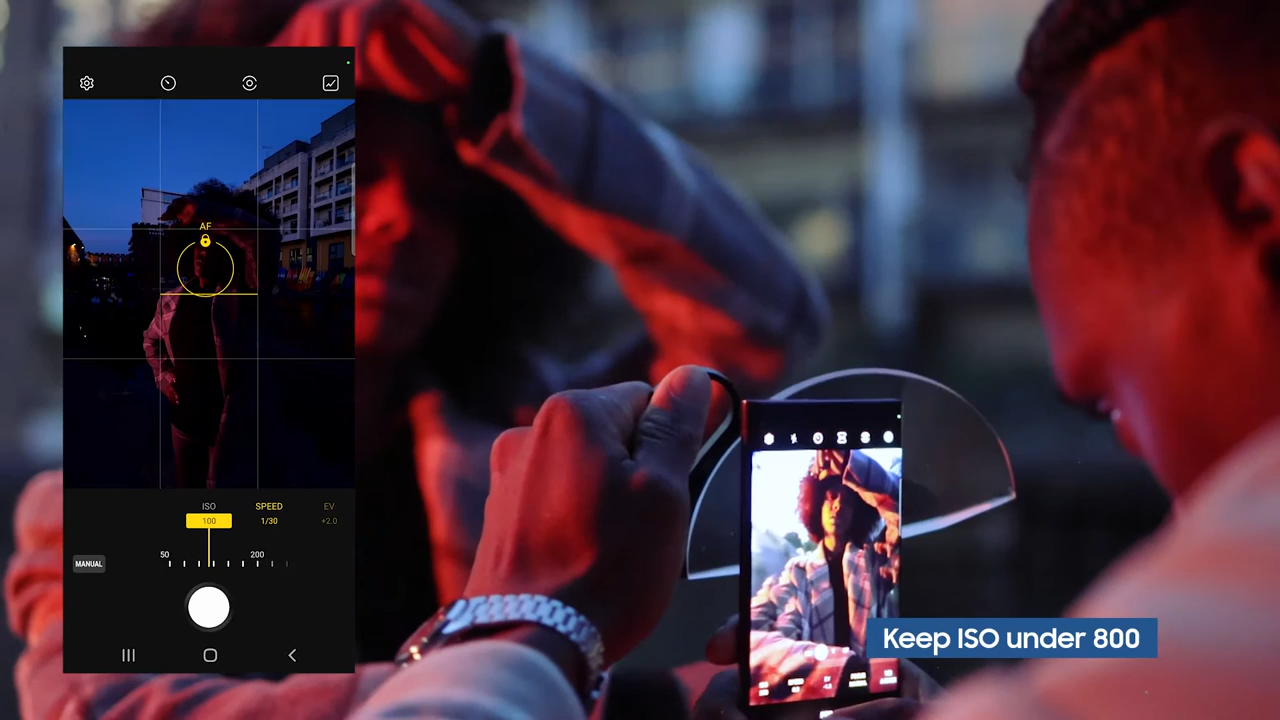 AF
ISO SPEED EV
100 1/30 +2.0
50 200
MANUAL
Keep ISO under 800